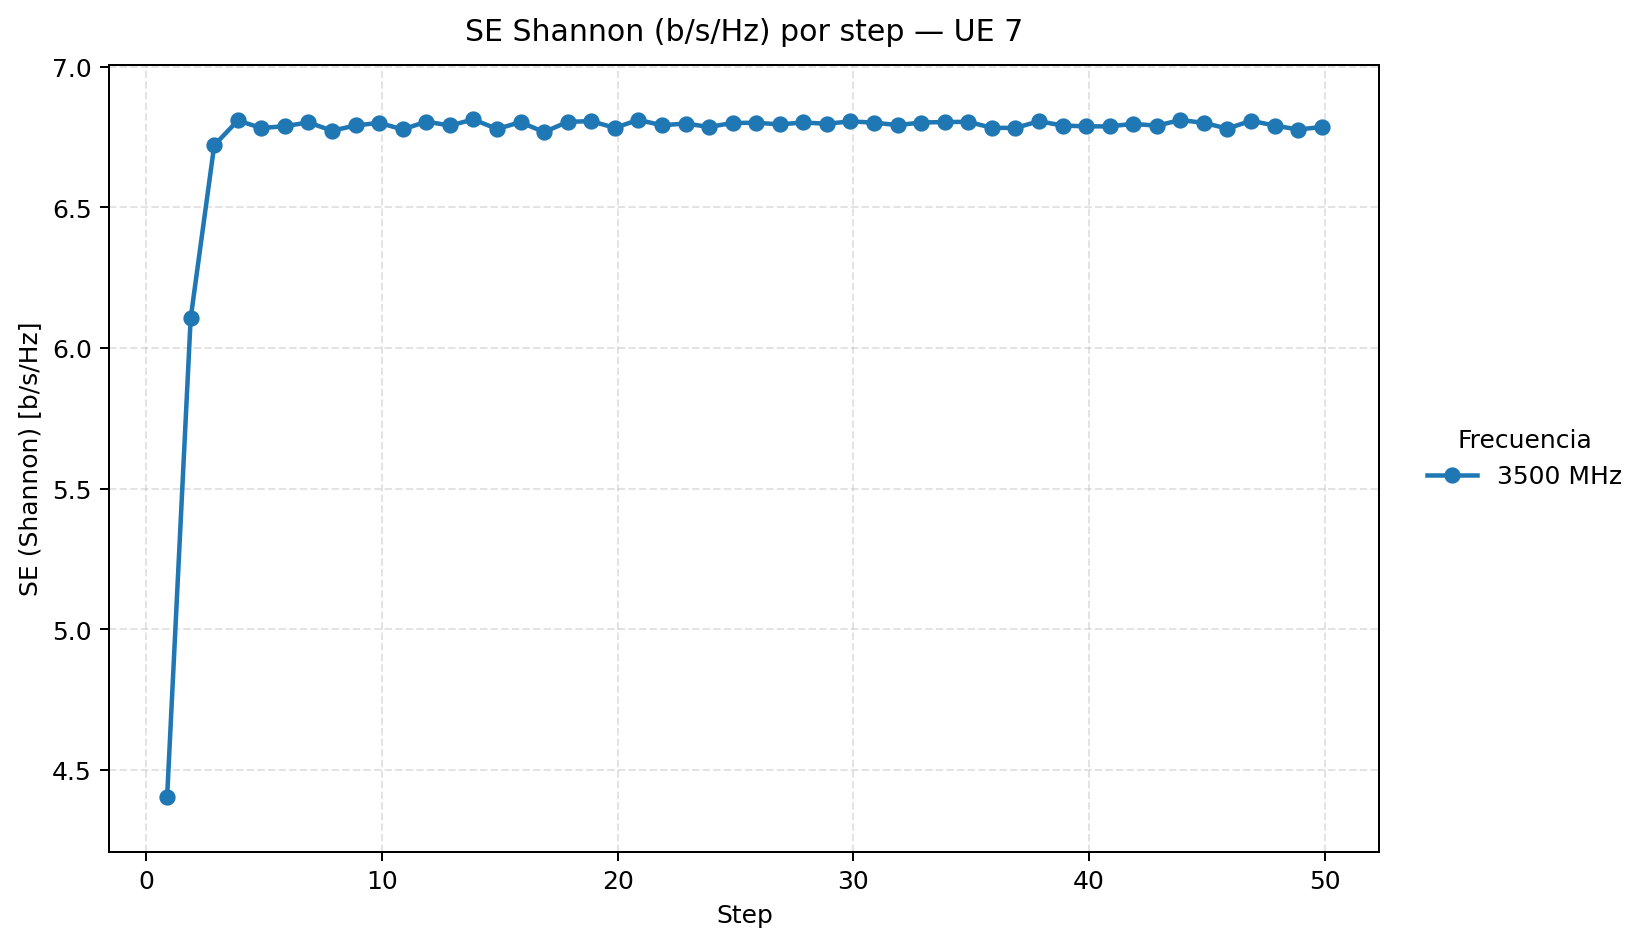 SE Shannon (b/s/Hz) por step — UE 7
SE (Shannon) [b/s/Hz]
7.0
6.5
6.0
5.5
5.0
4.5
0 10 20 30 40 50
Step
Frecuencia
3500 MHz